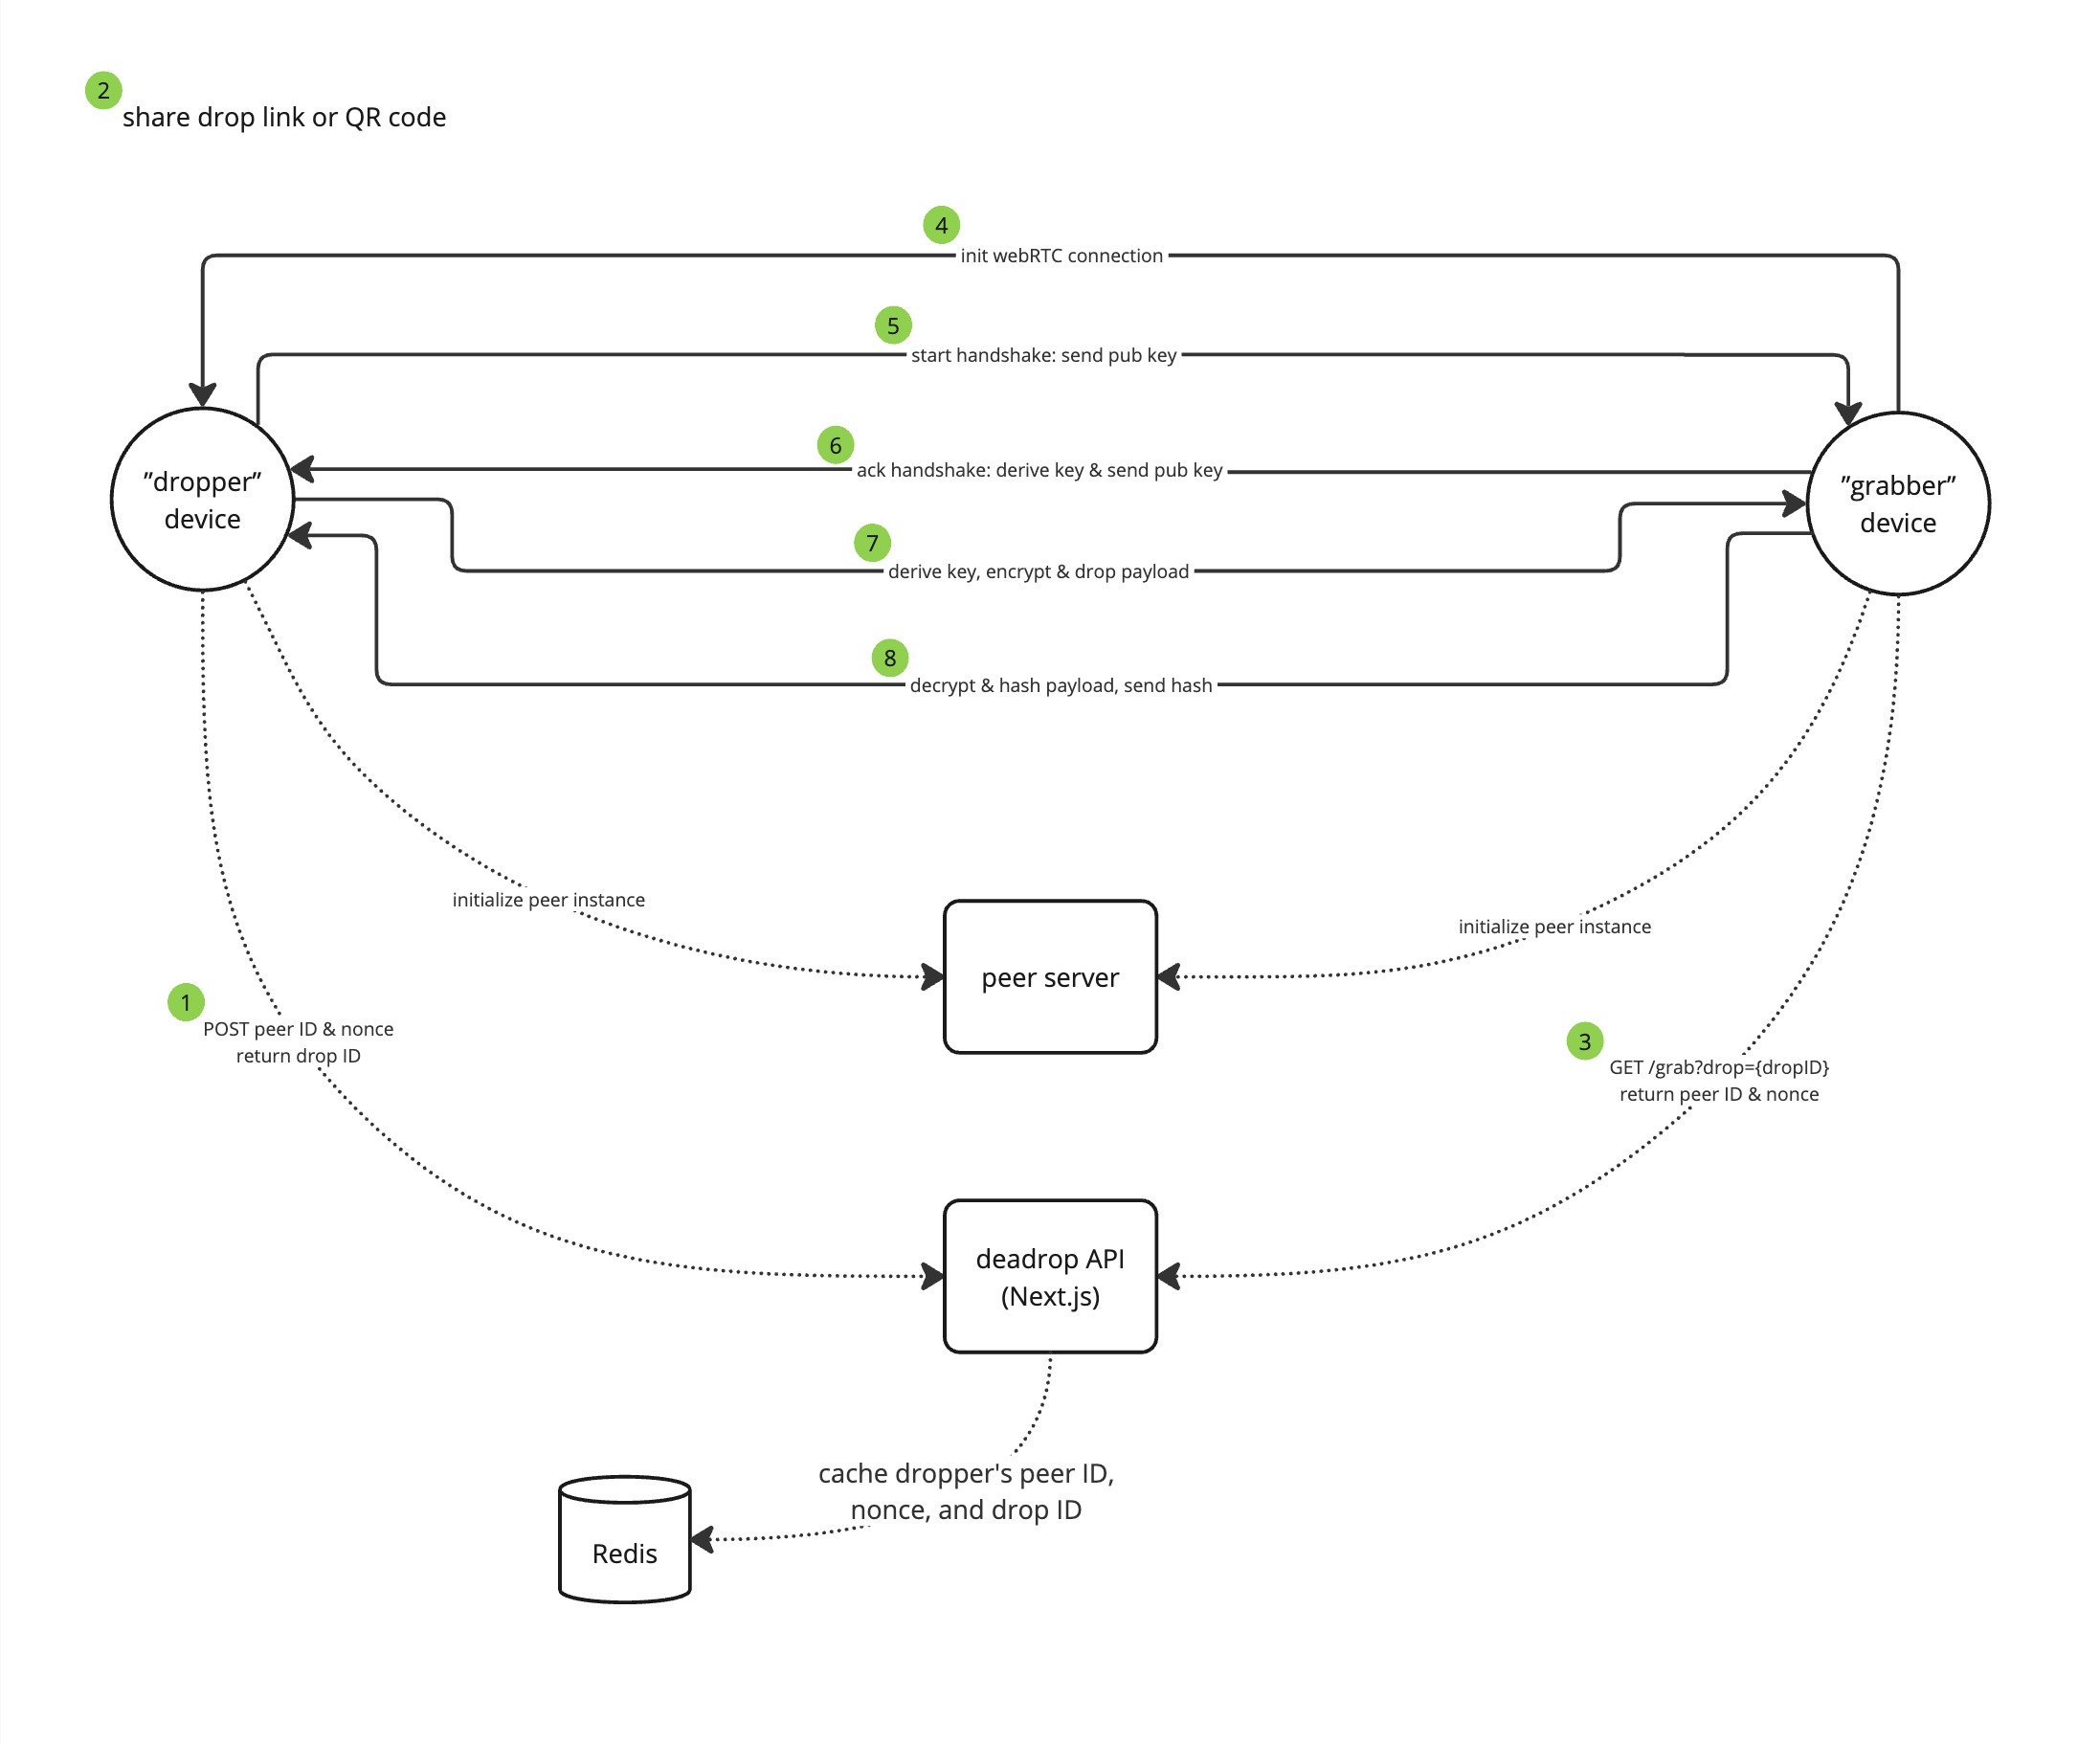 2
share drop link or QR code
4
init webRTC connection
5
start handshake: send pub key
6
ack handshake: derive key & send pub key
”dropper”
device
”grabber”
device
7
derive key, encrypt & drop payload
8
decrypt & hash payload, send hash
initialize peer instance
initialize peer instance
peer server
1
POST peer ID & nonce
return drop ID
3
GET /grab?drop={dropID}
return peer ID & nonce
deadrop API
(Next.js)
cache dropper's peer ID,
nonce, and drop ID
Redis